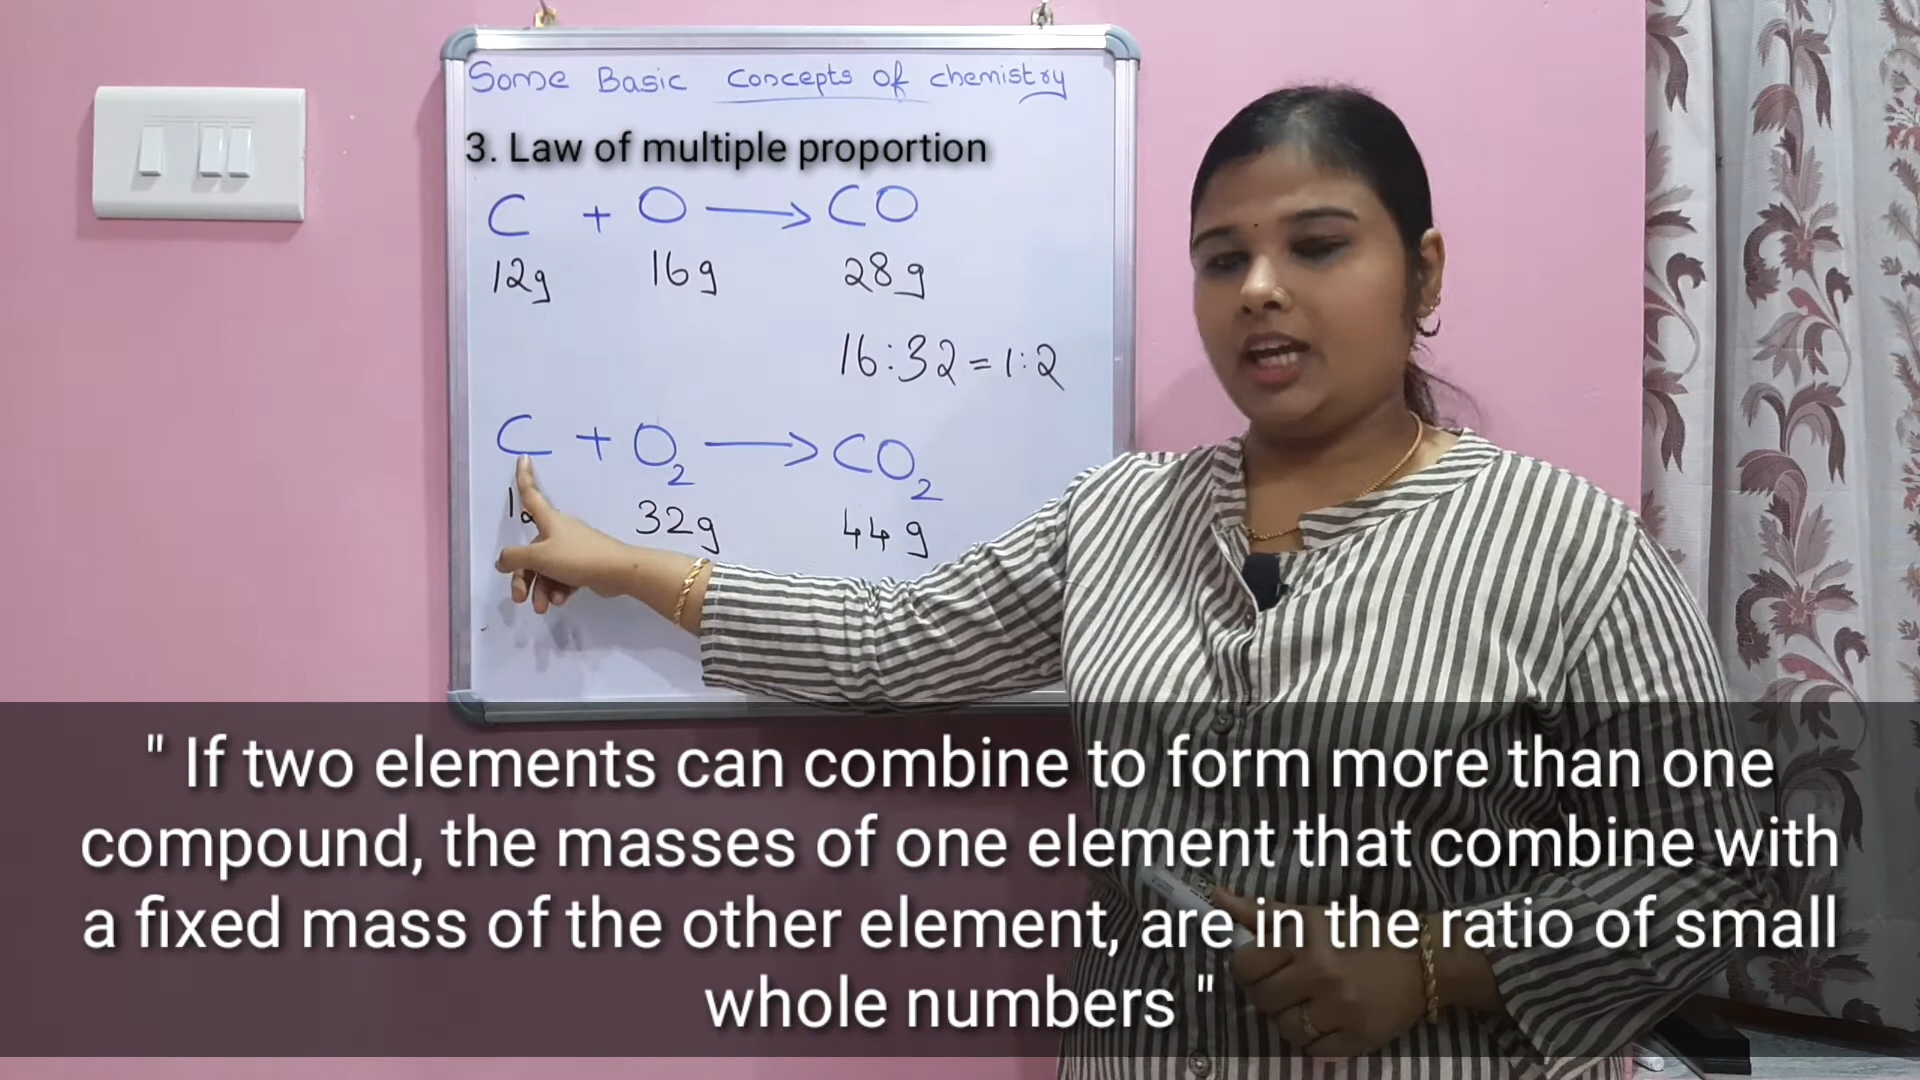 Some Basic Concepts of chemistry
3. Law of multiple proportion
C + O → CO
12g 16g 28g
16:32=1:2
C + O₂ → CO₂
32g 44g
" If two elements can combine to form more than one
compound, the masses of one element that combine with
a fixed mass of the other element, are in the ratio of small
whole numbers "